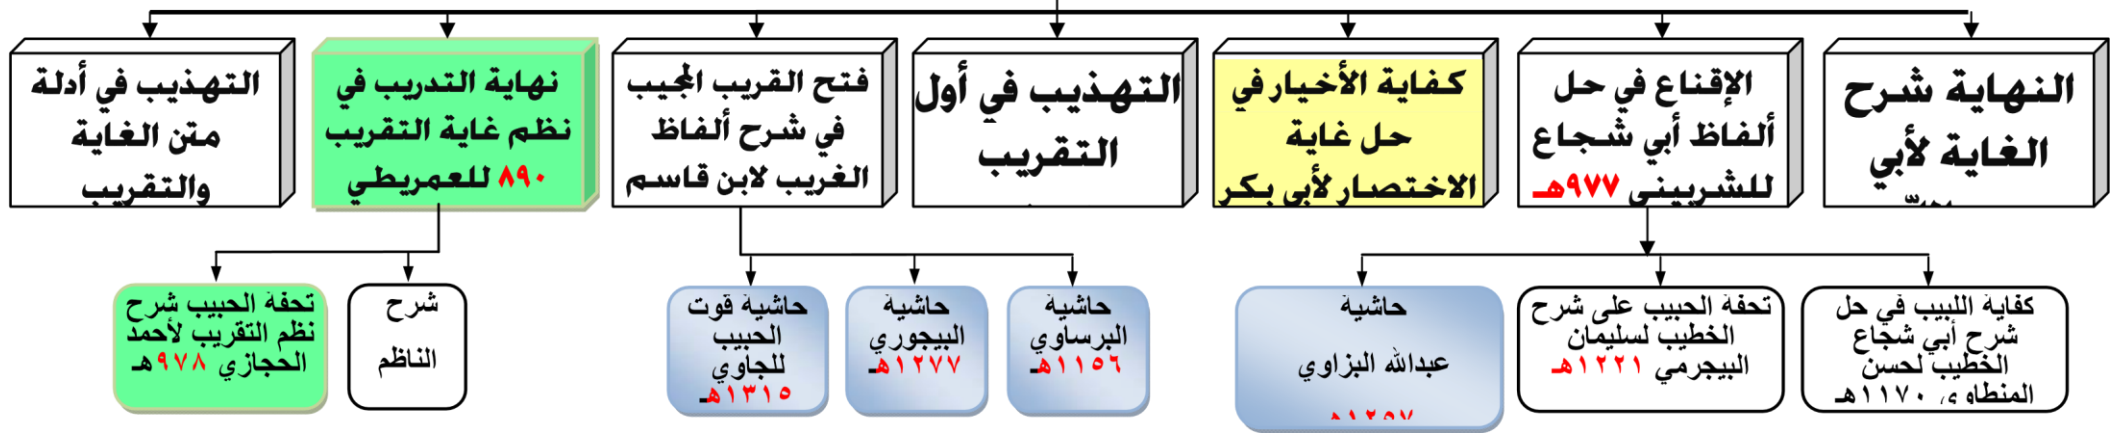 النهاية شرح
الغاية لأبي
الإقناع في حل
ألفاظ أبي شجاع
للشربيني ٩٧٧هـ
كفاية الأخيار في
حل غاية
الاختصار لأبي بكر
التهذيب في أول
التقريب
فتح القريب المجيب
في شرح ألفاظ
الغريب لابن قاسم
نهاية التدريب في
نظم غاية التقريب
للعمريطي ٨٩٠
التهذيب في أدلة
متن الغاية
والتقريب
كفاية اللبيب في حل
شرح أبي شجاع
الخطيب لحسن
المنطاوي ١١٧٠هـ
تحفة الحبيب على شرح
الخطيب لسليمان
البيجرمي ١٢٢١هـ
حاشية
عبدالله البزاوي
حاشية
البرساوي
١١٥٦هـ
حاشية
البيجوري
١٢٧٧هـ
حاشية قوت
الحبيب
للجاوي
١٣١٥هـ
شرح
الناظم
تحفة الحبيب شرح
نظم التقريب لأحمد
الحجازي ٩٧٨هـ